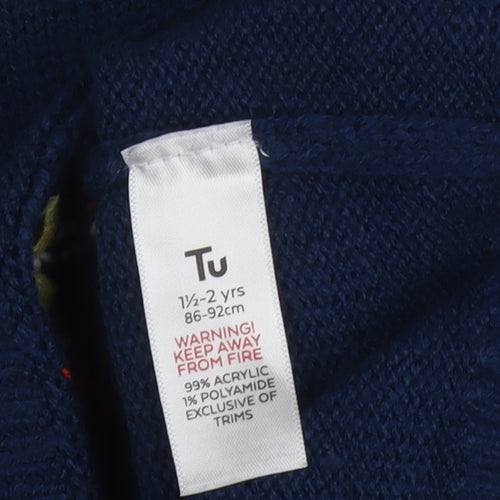 Tu
1½-2 yrs
86-92cm
WARNING!
KEEP AWAY
FROM FIRE
99% ACRYLIC
1% POLYAMIDE
EXCLUSIVE OF
TRIMS